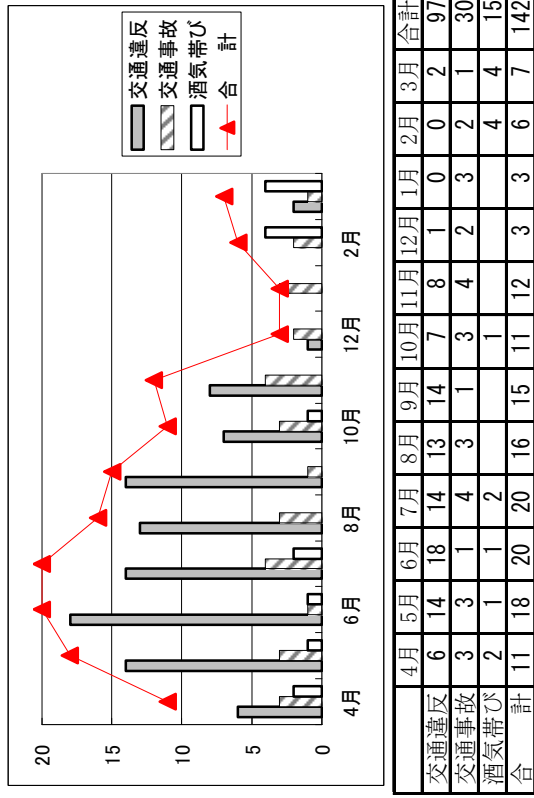 交通違反
交通事故
酒気帯び
合 計
20
15
10
5
0
4月 6月 8月 10月 12月 2月
4月 5月 6月 7月 8月 9月 10月 11月 12月 1月 2月 3月 合計
交通違反 6 14 18 14 13 14 7 8 1 0 0 2 97
交通事故 3 3 1 4 3 1 3 4 2 3 2 1 30
酒気帯び 2 1 1 2 1 4 4 15
合 計 11 18 20 20 16 15 11 12 3 3 6 7 142